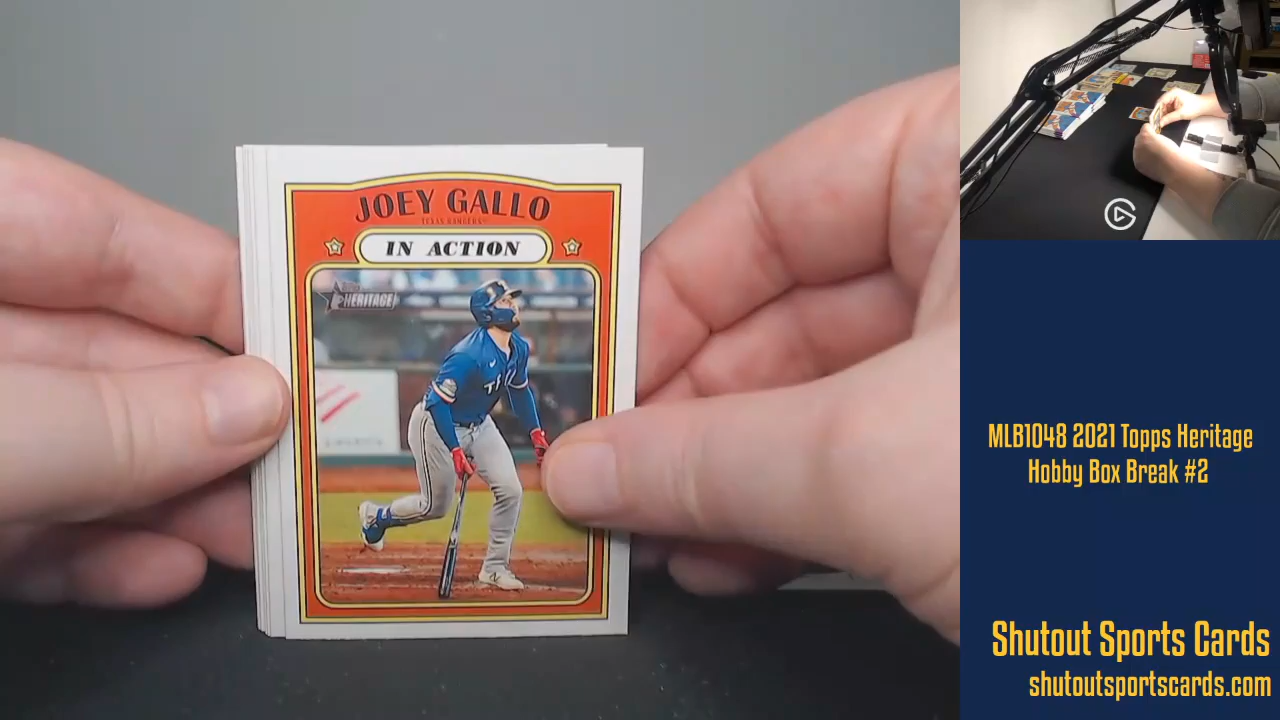 JOEY GALLO
TEXAS RANGERS
IN ACTION
TOPPS
HERITAGE
MLB1048 2021 Topps Heritage
Hobby Box Break #2
Shutout Sports Cards
shutoutsportscards.com